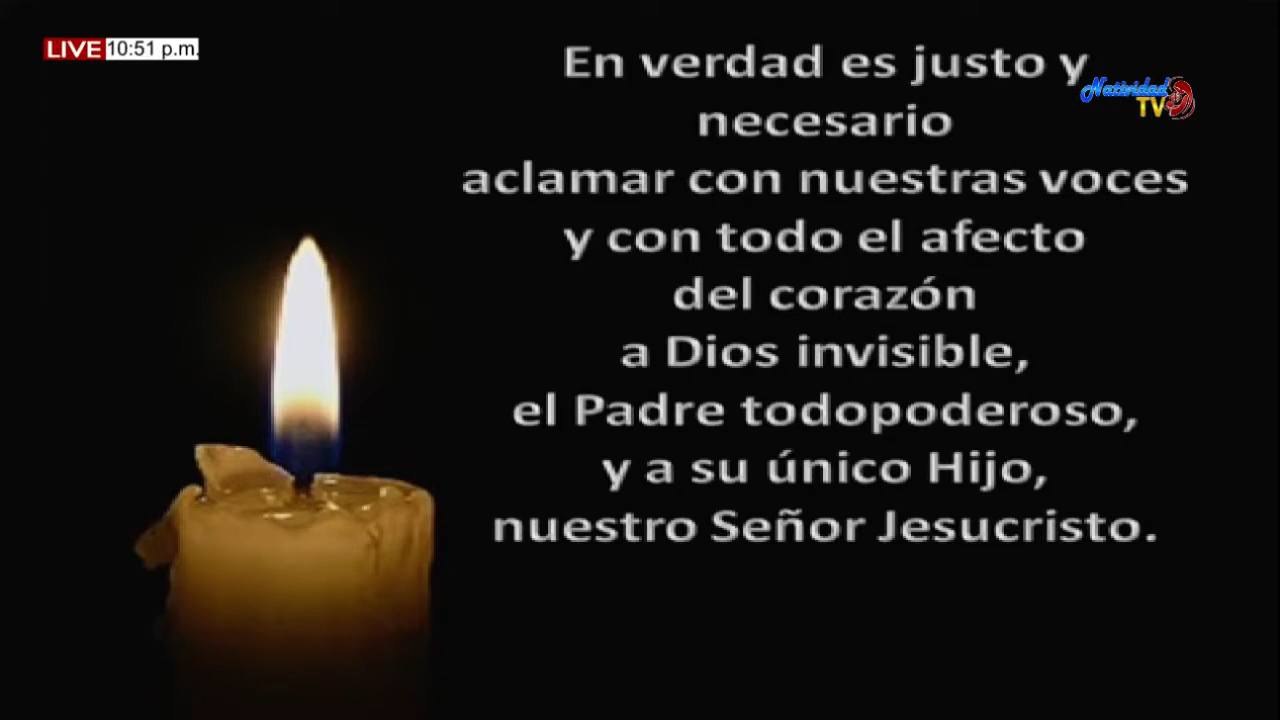 LIVE 10:51 p.m.
En verdad es justo y
necesario
aclamar con nuestras voces
y con todo el afecto
del corazón
a Dios invisible,
el Padre todopoderoso,
y a su único Hijo,
nuestro Señor Jesucristo.
Natividad
TV